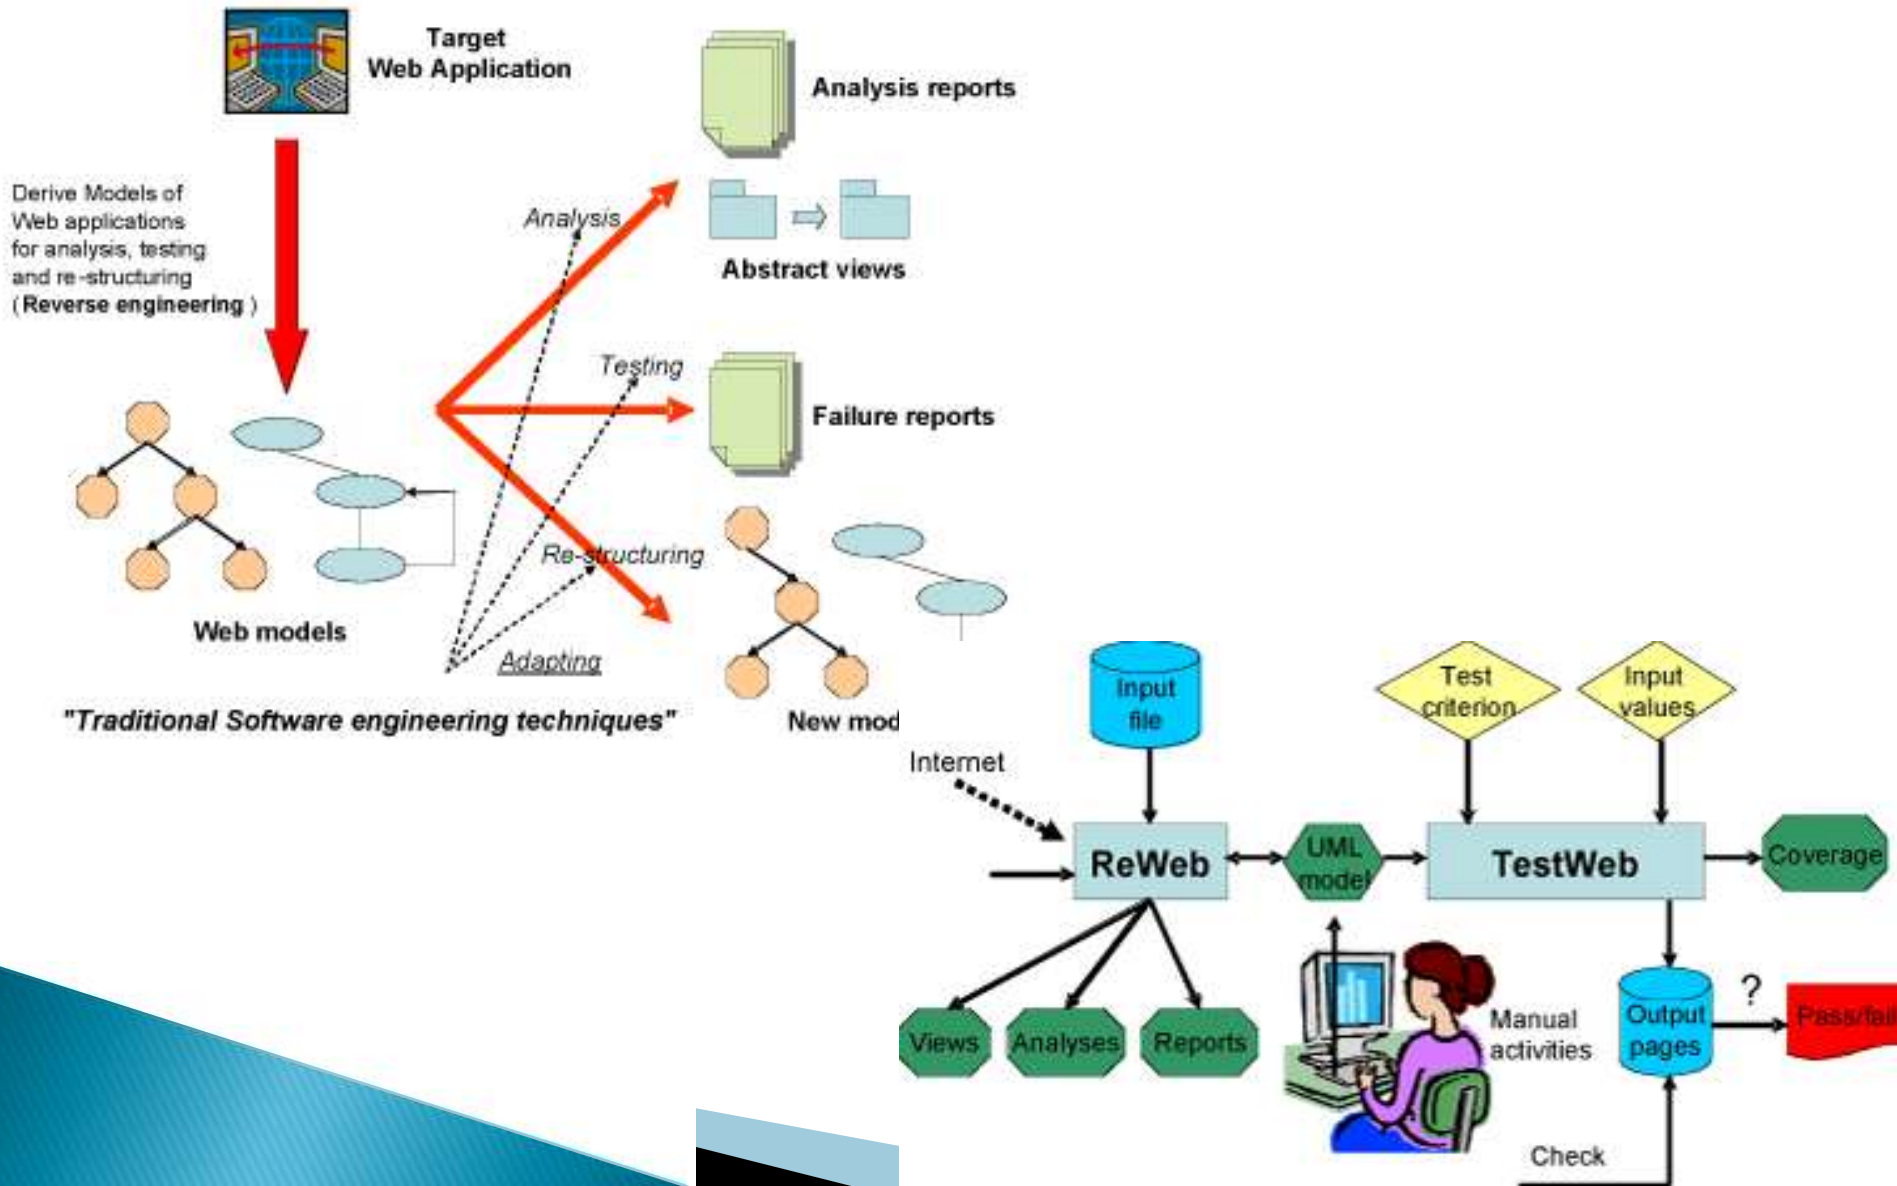 Target
Web Application
Analysis reports
Derive Models of
Web applications
for analysis, testing
and re-structuring
(Reverse engineering)
Analysis
Abstract views
Testing
Failure reports
Re-structuring
Web models
Adapting
"Traditional Software engineering techniques"
New mod
Input
file
Test
criterion
Input
values
Internet
ReWeb
UML
model
TestWeb
Coverage
Views
Analyses
Reports
Manual
activities
Output
pages
?
Pass/fail
Check